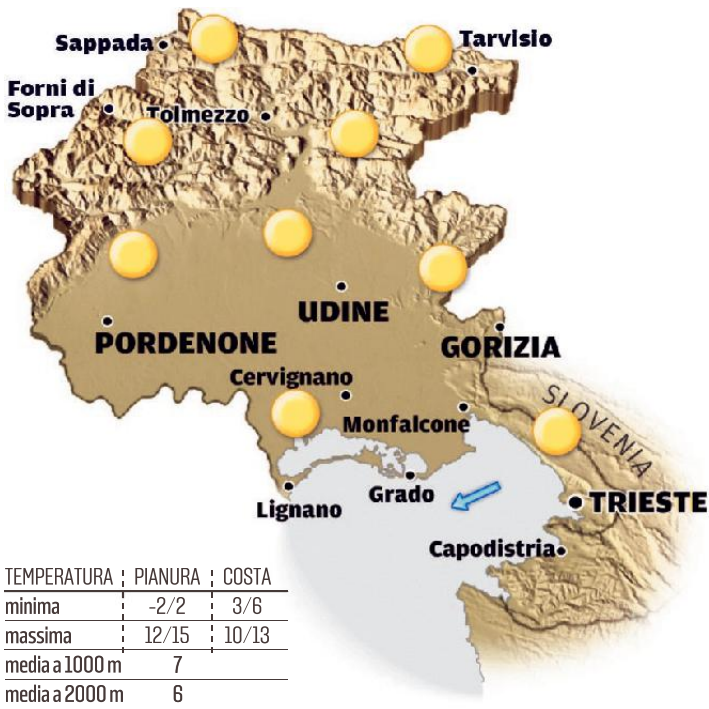 Sappada
Tarvisio
Forni di
Sopra
Tolmezzo
UDINE
PORDENONE
GORIZIA
Cervignano
SLOVENIA
Monfalcone
Grado
Lignano
TRIESTE
Capodistria
TEMPERATURA PIANURA COSTA
minima -2/2 3/6
massima 12/15 10/13
media a 1000 m 7
media a 2000 m 6